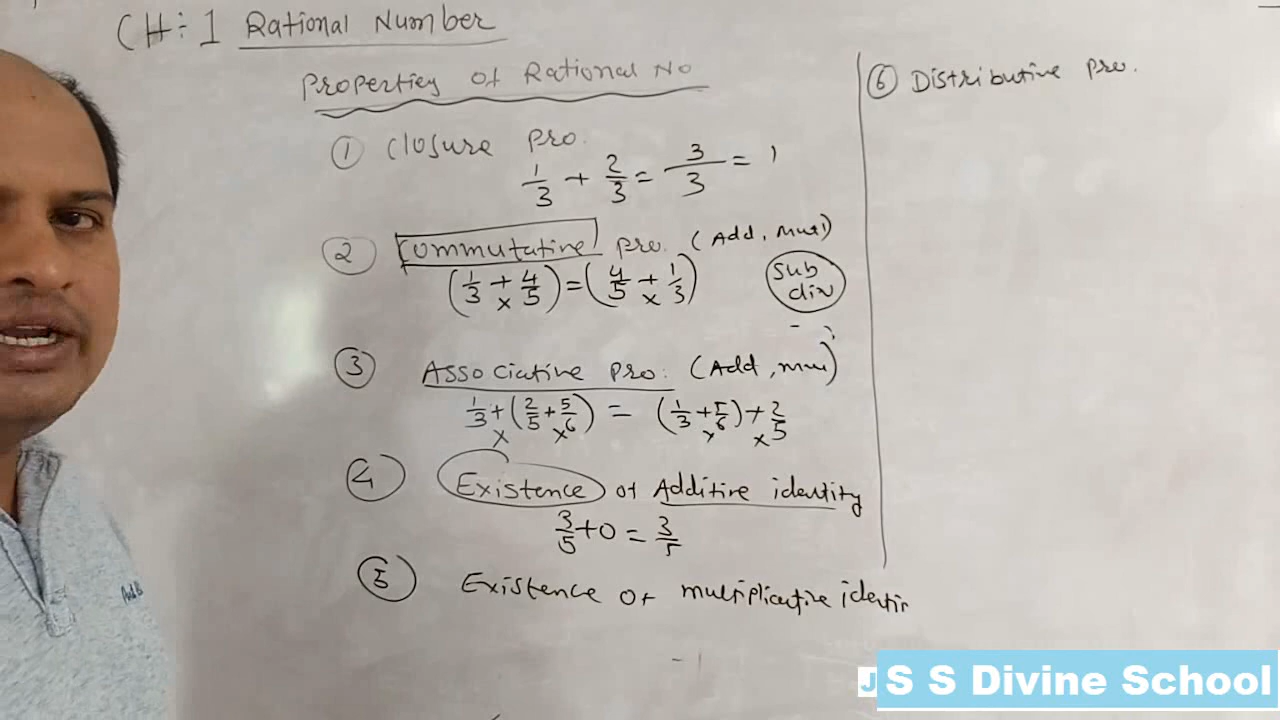 CH÷1 Rational Number
Properties of Rational No
① Closure pro.
1/3 + 2/3 = 3/3 = 1
② Commutative pro. (Add, mul)
(1/3 + 4/5) = (4/5 + 1/3)
× ×
Sub
div
③ Associative pro. (Add, mul)
1/3 + (2/5 + 5/6) = (1/3 + 5/6) + 2/5
× × × ×
④ Existence of Additive identity
3/5 + 0 = 3/5
⑤ Existence of multiplicative identi
⑥ Distributive pro.
J S S Divine School